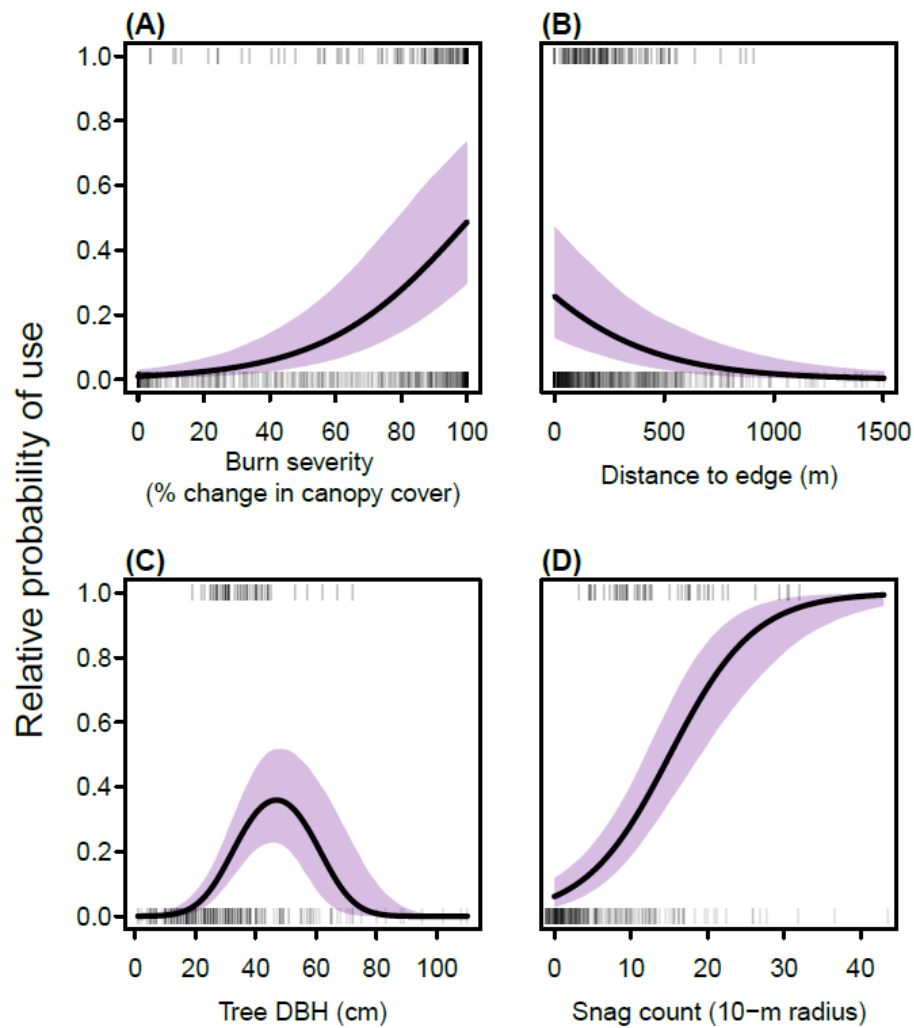 (A)
(B)
1.0
0.8
0.6
0.4
0.2
0.0
0 20 40 60 80 100
0 500 1000 1500
Burn severity
(% change in canopy cover)
Distance to edge (m)
Relative probability of use
(C)
(D)
1.0
0.8
0.6
0.4
0.2
0.0
0 20 40 60 80 100
0 10 20 30 40
Tree DBH (cm)
Snag count (10−m radius)